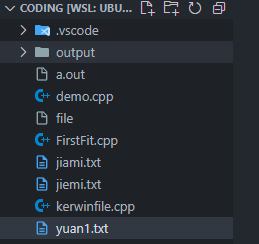 CODING [WSL: UBU...
.vscode
output
a.out
demo.cpp
file
FirstFit.cpp
jiami.txt
jiemi.txt
kerwinfile.cpp
yuan1.txt